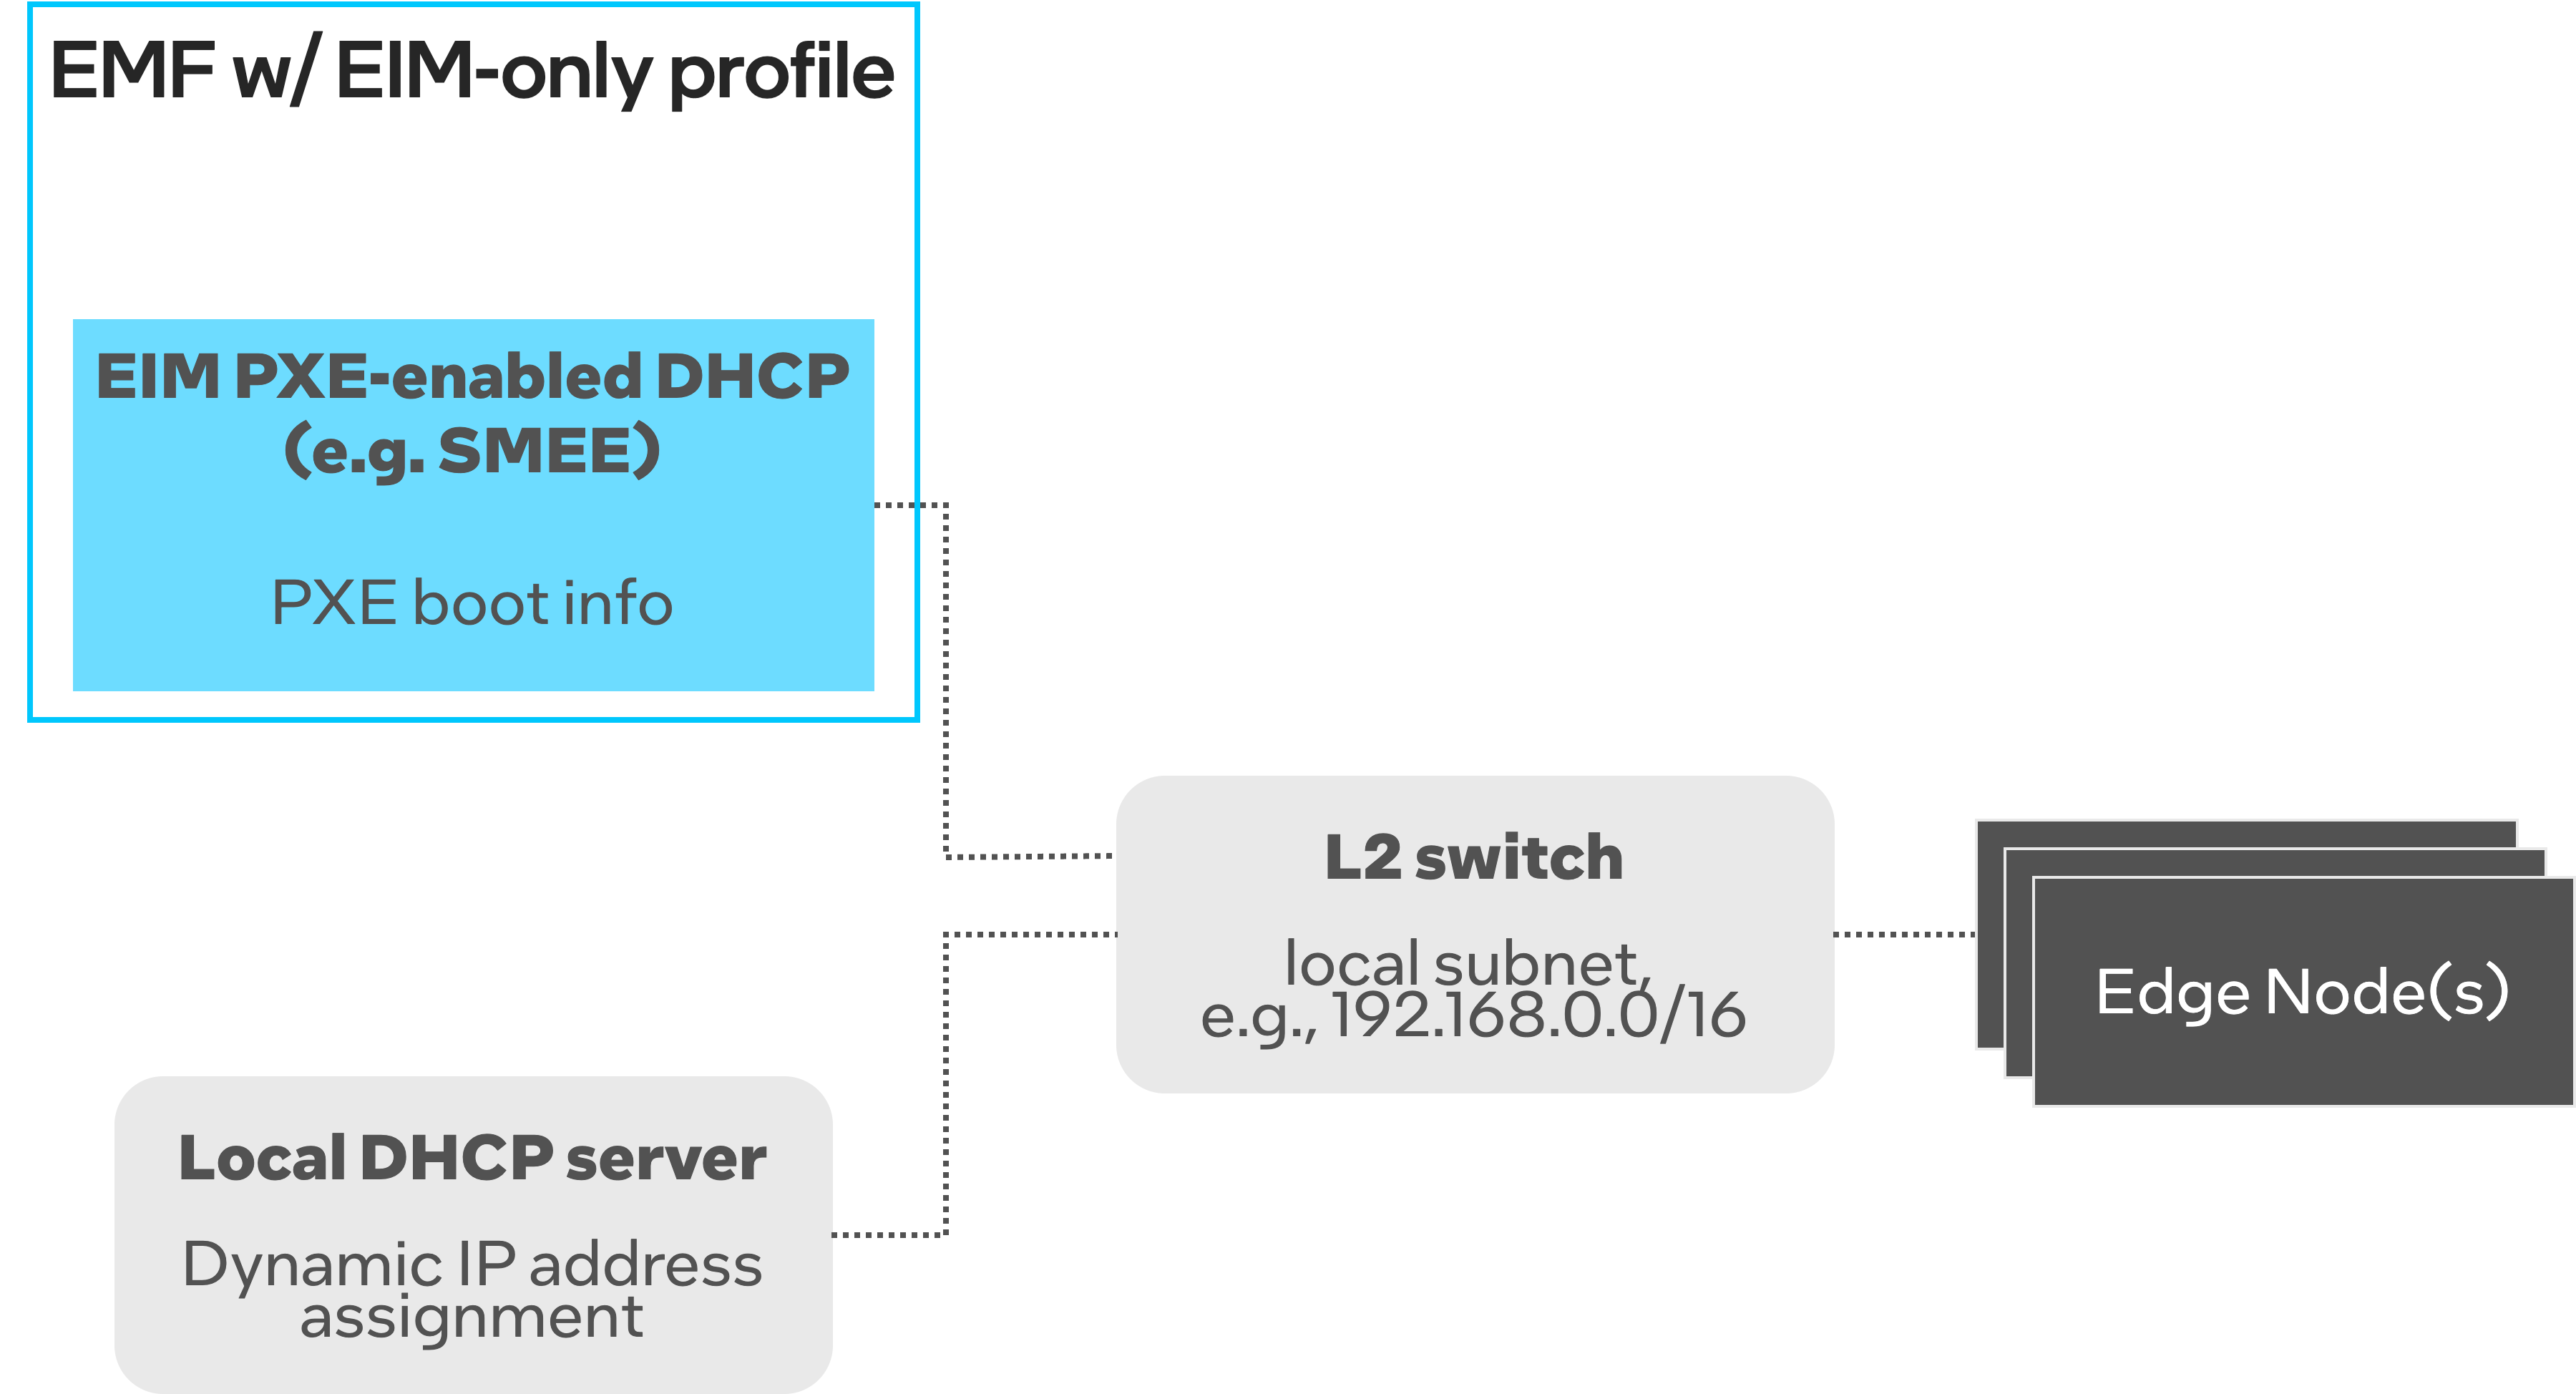 EMF w/ EIM-only profile
EIM PXE-enabled DHCP
(e.g. SMEE)
PXE boot info
L2 switch
local subnet,
e.g., 192.168.0.0/16
Edge Node(s)
Local DHCP server
Dynamic IP address
assignment